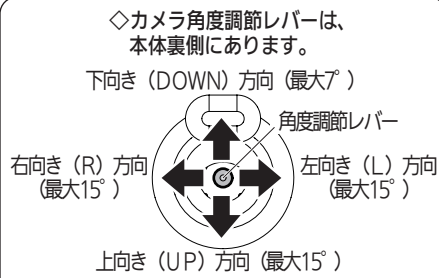 ◇カメラ角度調節レバーは、
本体裏側にあります。
下向き（DOWN）方向（最大7°）
角度調節レバー
右向き（R）方向
（最大15°）
左向き（L）方向
（最大15°）
上向き（UP）方向（最大15°）